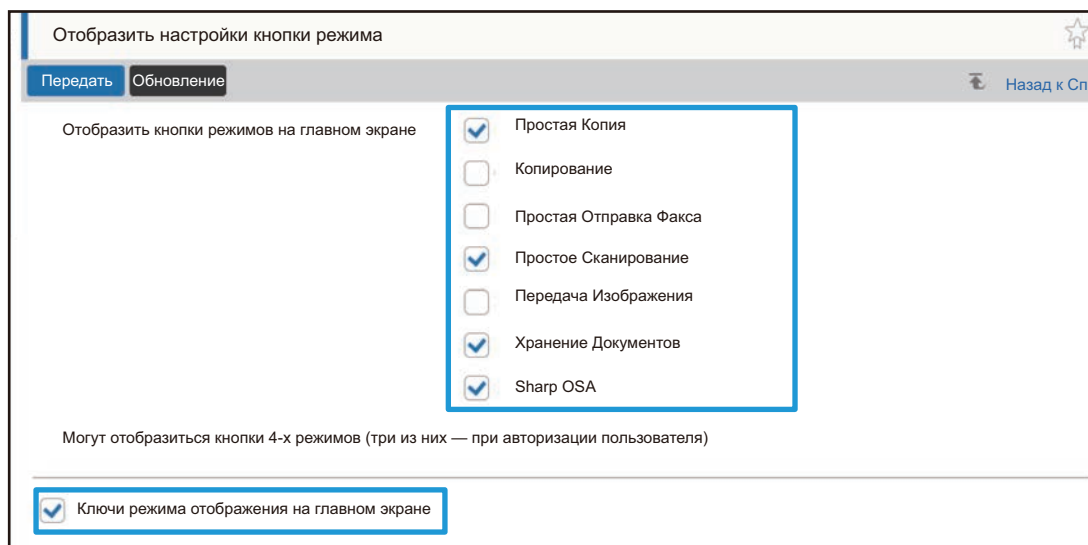 Отобразить настройки кнопки режима
Передать Обновление Назад к Сп
Отобразить кнопки режимов на главном экране Простая Копия
Копирование
Простая Отправка Факса
Простое Сканирование
Передача Изображения
Хранение Документов
Sharp OSA
Могут отобразиться кнопки 4-х режимов (три из них — при авторизации пользователя)
Ключи режима отображения на главном экране